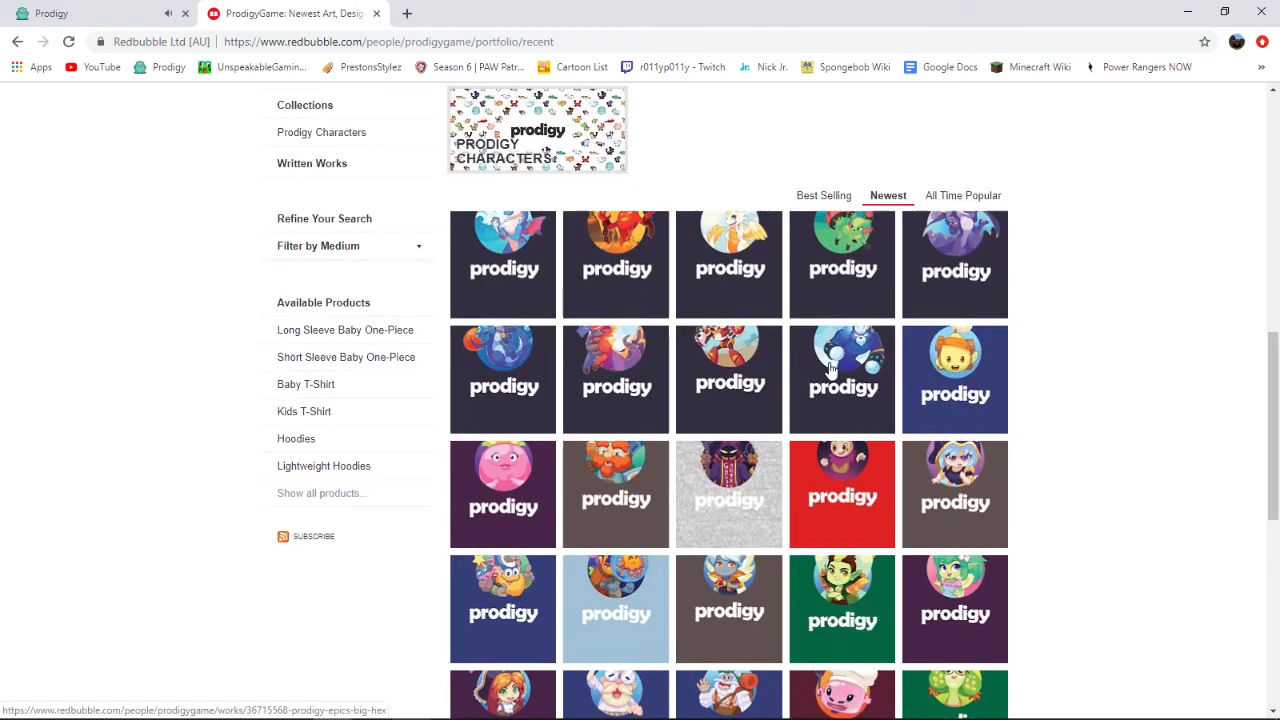 Prodigy
ProdigyGame: Newest Art, Desig
Redbubble Ltd [AU]
https://www.redbubble.com/people/prodigygame/portfolio/recent
Apps
YouTube
Prodigy
UnspeakableGamin...
PrestonsStylez
Season 6 | PAW Patr...
Cartoon List
r011yp011y - Twitch
Nick Jr.
Spongebob Wiki
Google Docs
Minecraft Wiki
Power Rangers NOW
»
Collections
Prodigy Characters
Written Works
prodigy
PRODIGY
CHARACTERS
Best Selling
Newest
All Time Popular
Refine Your Search
Filter by Medium
Available Products
Long Sleeve Baby One-Piece
Short Sleeve Baby One-Piece
Baby T-Shirt
Kids T-Shirt
Hoodies
Lightweight Hoodies
Show all products...
SUBSCRIBE
prodigy prodigy prodigy prodigy prodigy
prodigy prodigy prodigy prodigy prodigy
prodigy prodigy prodigy prodigy prodigy
prodigy prodigy prodigy prodigy prodigy
https://www.redbubble.com/people/prodigygame/works/36715568-prodigy-epics-big-hex